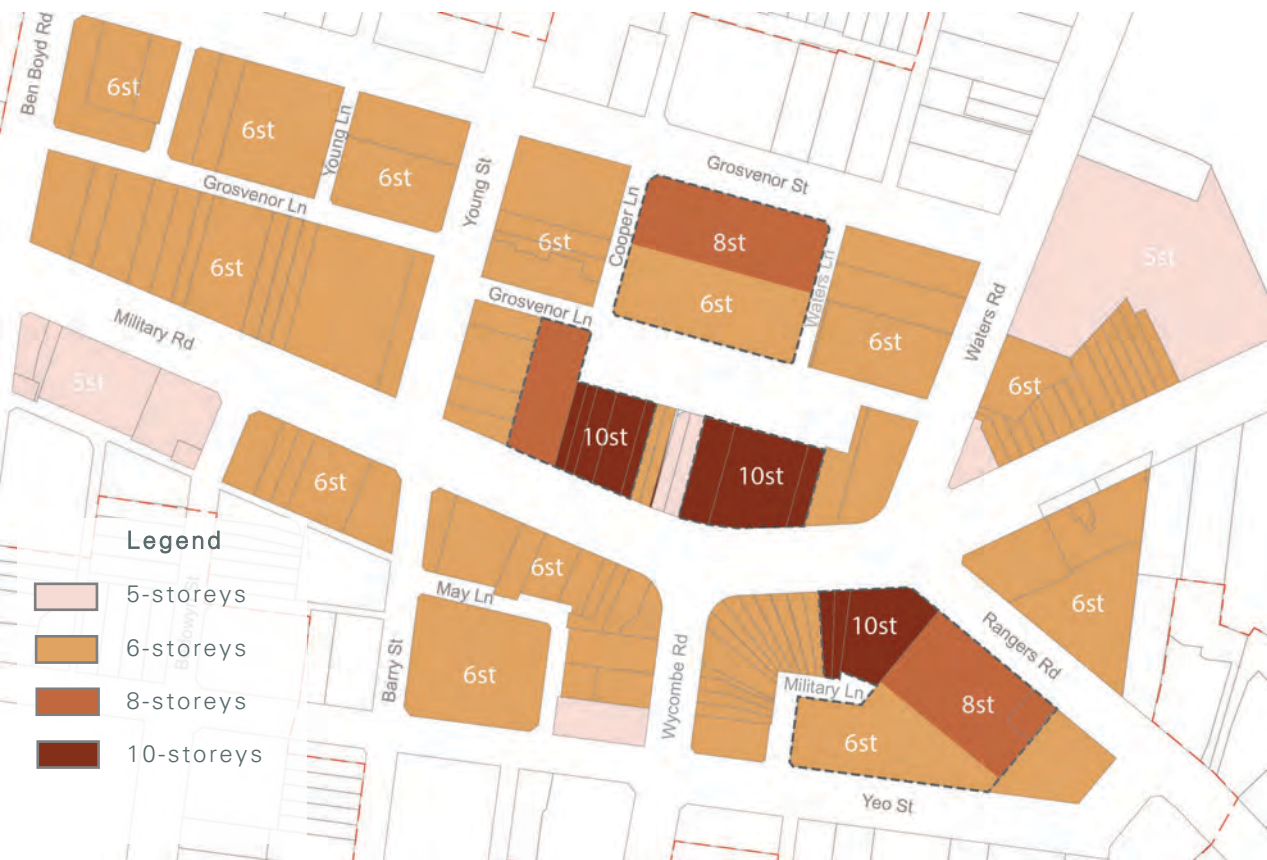 Ben Boyd Rd
6st
6st
Young Ln
6st
Grosvenor Ln
Young St
6st
Military Rd
5st
6st
Grosvenor St
Cooper Ln
6st
8st
6st
Waters Ln
6st
Waters Rd
5st
6st
Grosvenor Ln
10st
10st
6st
May Ln
Barry St
6st
Wycombe Rd
10st
Military Ln
8st
6st
Rangers Rd
6st
Yeo St
Legend
5-storeys
6-storeys
8-storeys
10-storeys